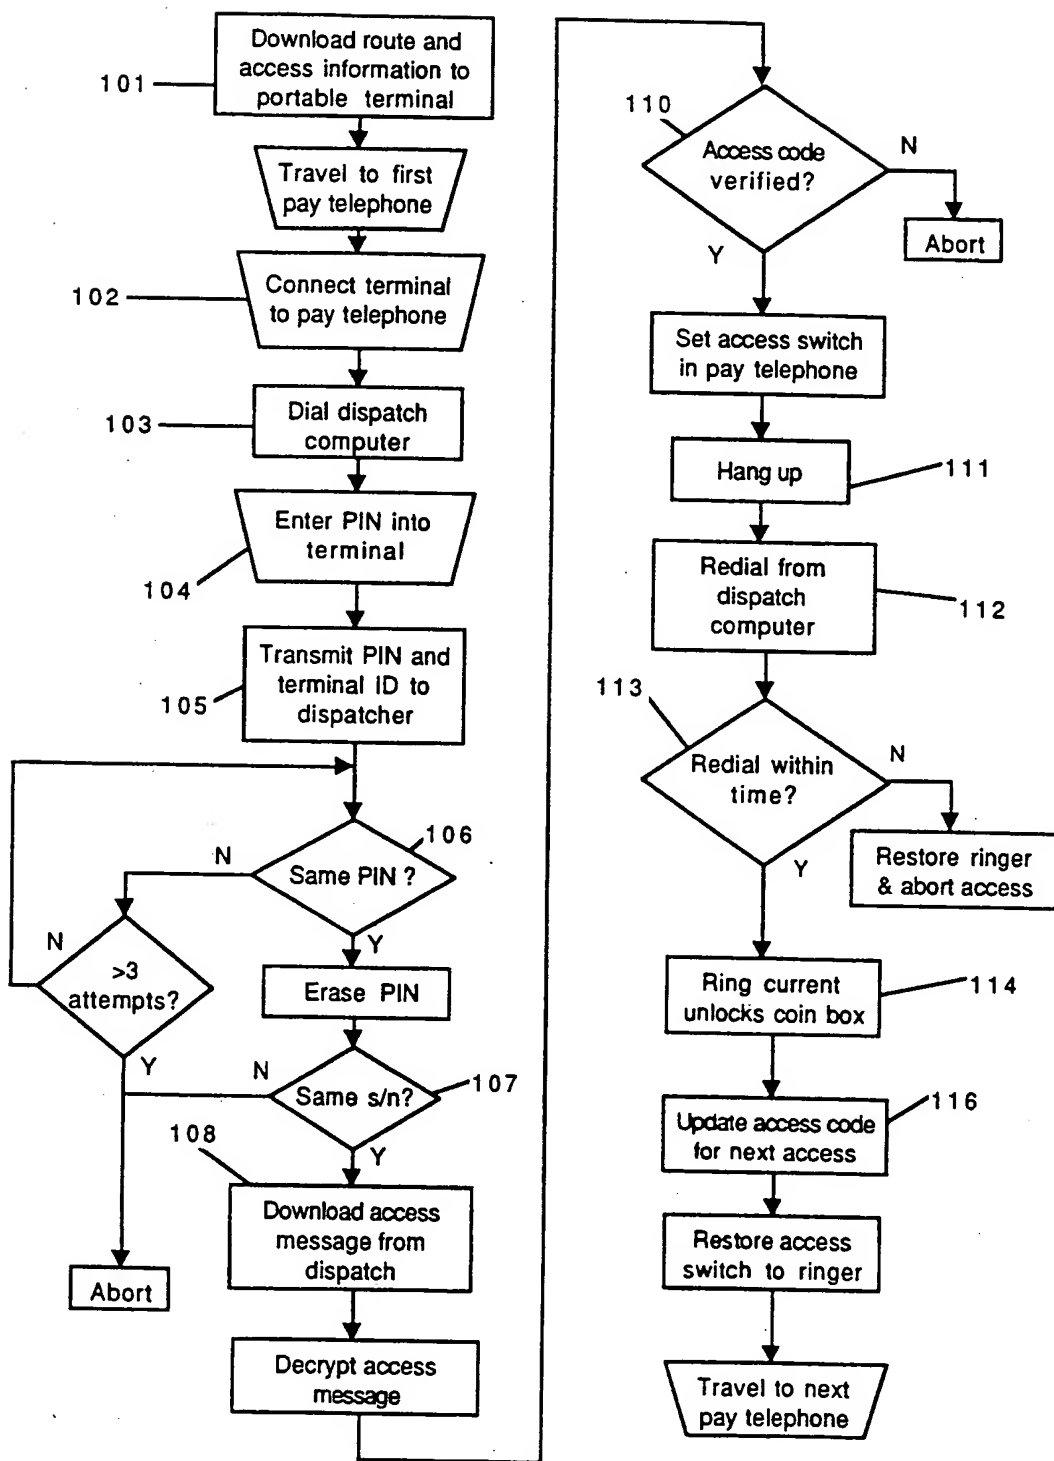 Download route and
access information to
portable terminal
101
Travel to first
pay telephone
Connect terminal
to pay telephone
102
Dial dispatch
computer
103
Enter PIN into
terminal
104
Transmit PIN and
terminal ID to
dispatcher
105
106
Same PIN ?
N
Y
>3
attempts?
N
Y
Erase PIN
Same s/n?
107
N
Y
108
Download access
message from
dispatch
Abort
Decrypt access
message
110
Access code
verified?
N
Y
Abort
Set access switch
in pay telephone
Hang up
111
Redial from
dispatch
computer
112
113
Redial within
time?
N
Y
Restore ringer
& abort access
Ring current
unlocks coin box
114
Update access code
for next access
116
Restore access
switch to ringer
Travel to next
pay telephone